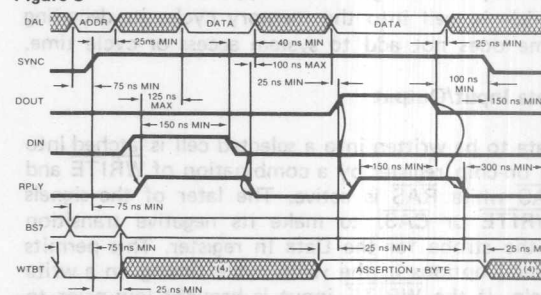 DAL ADDR DATA DATA
25ns MIN 40 ns MIN 25 ns MIN
SYNC
100 ns MAX
75 ns MIN 25 ns MIN 100 ns MIN
DOUT 125 ns MAX 150 ns MIN
150 ns MIN
DIN 150 ns MIN 300 ns MIN
RPLY
75 ns MIN
BS7
75 ns MIN 25 ns MIN 25 ns M
WTBT (4) ASSERTION = BYTE (4)
25 ns MIN